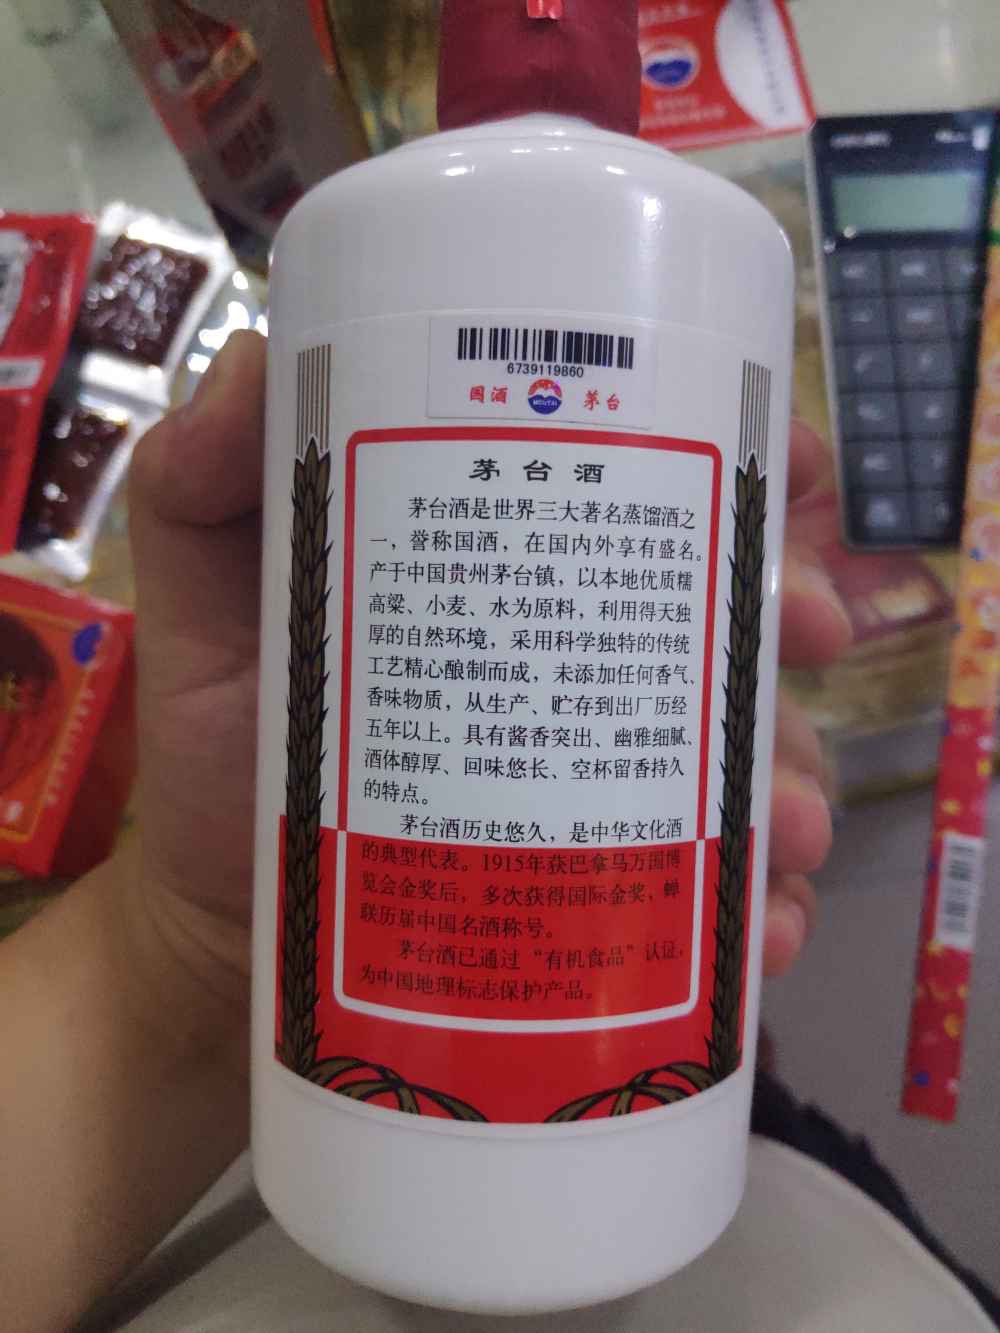 6739119860
国酒 MOUTAI 茅台
茅台酒
茅台酒是世界三大著名蒸馏酒之
一，誉称国酒，在国内外享有盛名。
产于中国贵州茅台镇，以本地优质糯
高粱、小麦、水为原料，利用得天独
厚的自然环境，采用科学独特的传统
工艺精心酿制而成，未添加任何香气、
香味物质，从生产、贮存到出厂历经
五年以上。具有酱香突出、幽雅细腻、
酒体醇厚、回味悠长、空杯留香持久
的特点。
茅台酒历史悠久，是中华文化酒
的典型代表。1915年获巴拿马万国博
览会金奖后，多次获得国际金奖，蝉
联历届中国名酒称号。
茅台酒已通过“有机食品”认证，
为中国地理标志保护产品。